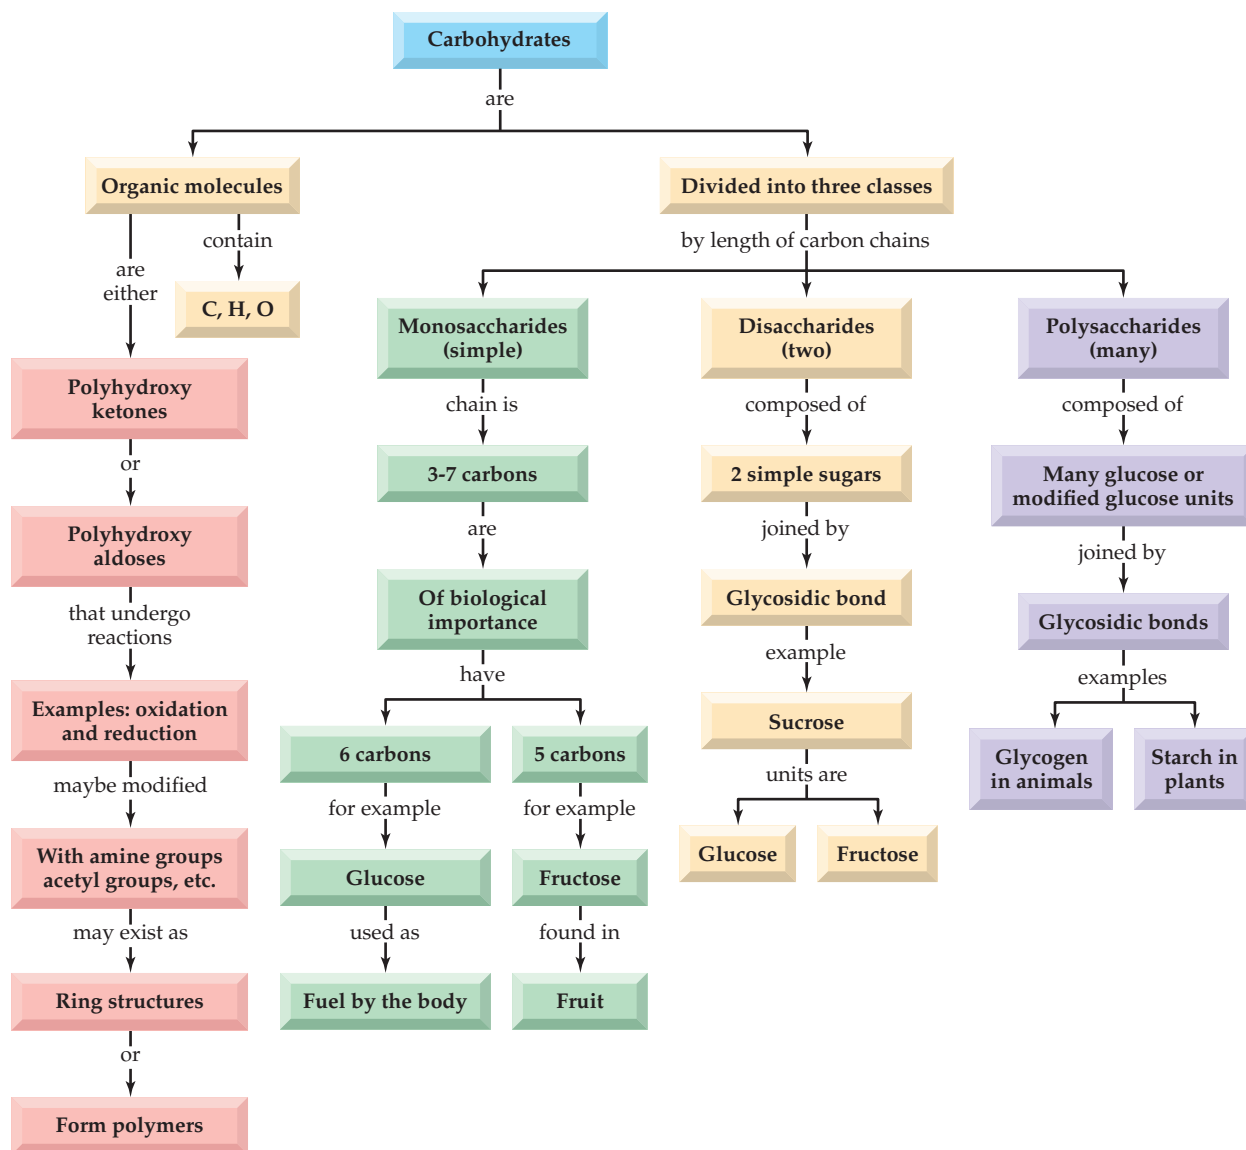 Carbohydrates
are
Organic molecules
Divided into three classes
contain
by length of carbon chains
are
either
C, H, O
Monosaccharides
(simple)
Disaccharides
(two)
Polysaccharides
(many)
Polyhydroxy
ketones
chain is
composed of
composed of
or
3-7 carbons
2 simple sugars
Many glucose or
modified glucose units
Polyhydroxy
aldoses
are
joined by
joined by
that undergo
reactions
Of biological
importance
Glycosidic bond
Glycosidic bonds
have
example
examples
Examples: oxidation
and reduction
6 carbons
5 carbons
Sucrose
Glycogen
in animals
Starch in
plants
maybe modified
for example
for example
units are
With amine groups
acetyl groups, etc.
Glucose
Fructose
Glucose
Fructose
may exist as
used as
found in
Ring structures
Fuel by the body
Fruit
or
Form polymers